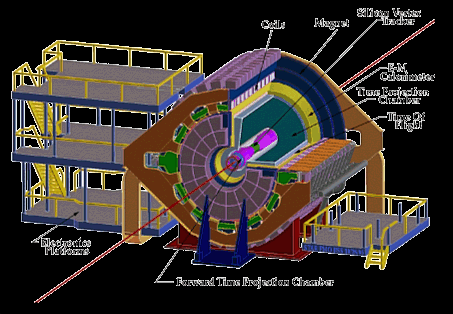 Silicon Vertex
Tracker
Coils
Magnet
E-M
Calorimeter
Time Projection
Chamber
Time Of
Flight
Electronics
Platforms
Forward Time Projection Chamber